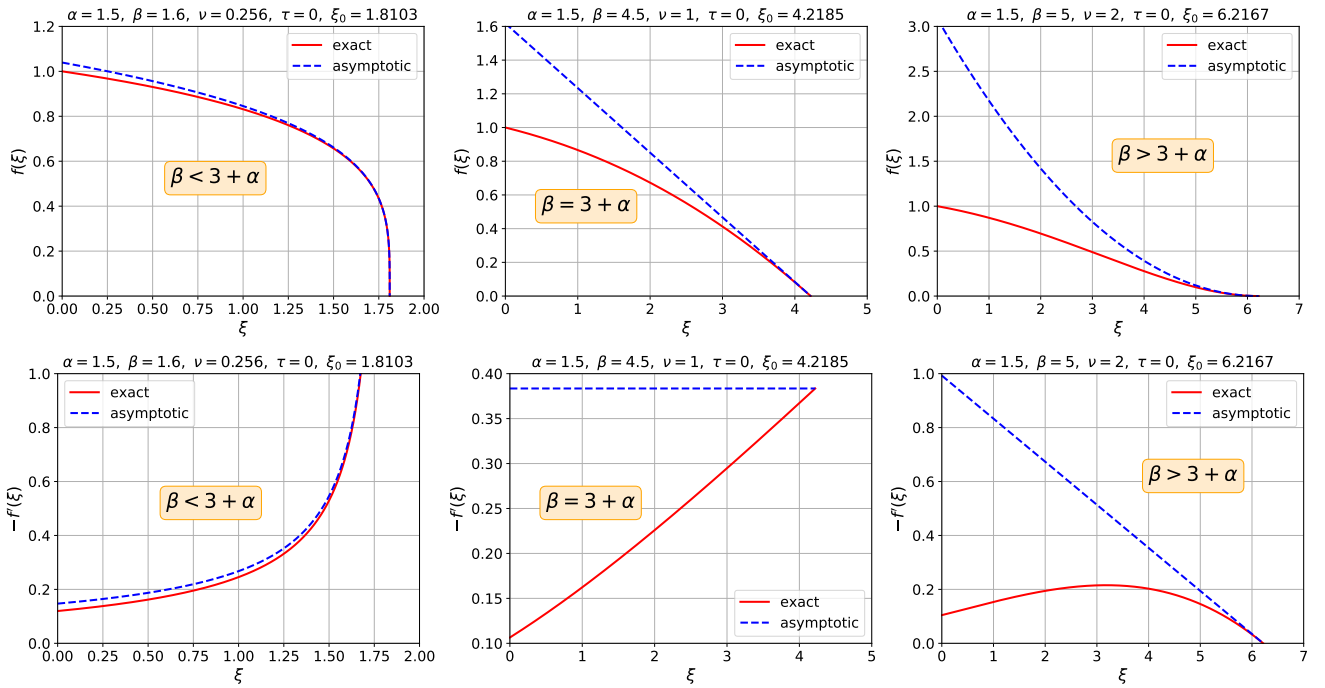 α = 1.5, β = 1.6, ν = 0.256, τ = 0, ξ₀ = 1.8103
1.2
1.0
0.8
0.6
0.4
0.2
0.0
f(ξ)
exact
asymptotic
β < 3 + α
0.00 0.25 0.50 0.75 1.00 1.25 1.50 1.75 2.00
ξ
α = 1.5, β = 4.5, ν = 1, τ = 0, ξ₀ = 4.2185
1.6
1.4
1.2
1.0
0.8
0.6
0.4
0.2
0.0
f(ξ)
exact
asymptotic
β = 3 + α
0 1 2 3 4 5
ξ
α = 1.5, β = 5, ν = 2, τ = 0, ξ₀ = 6.2167
3.0
2.5
2.0
1.5
1.0
0.5
0.0
f(ξ)
exact
asymptotic
β > 3 + α
0 1 2 3 4 5 6 7
ξ
α = 1.5, β = 1.6, ν = 0.256, τ = 0, ξ₀ = 1.8103
1.0
0.8
0.6
0.4
0.2
0.0
−f′(ξ)
exact
asymptotic
β < 3 + α
0.00 0.25 0.50 0.75 1.00 1.25 1.50 1.75 2.00
ξ
α = 1.5, β = 4.5, ν = 1, τ = 0, ξ₀ = 4.2185
0.40
0.35
0.30
0.25
0.20
0.15
0.10
−f′(ξ)
β = 3 + α
exact
asymptotic
0 1 2 3 4 5
ξ
α = 1.5, β = 5, ν = 2, τ = 0, ξ₀ = 6.2167
1.0
0.8
0.6
0.4
0.2
0.0
−f′(ξ)
exact
asymptotic
β > 3 + α
0 1 2 3 4 5 6 7
ξ